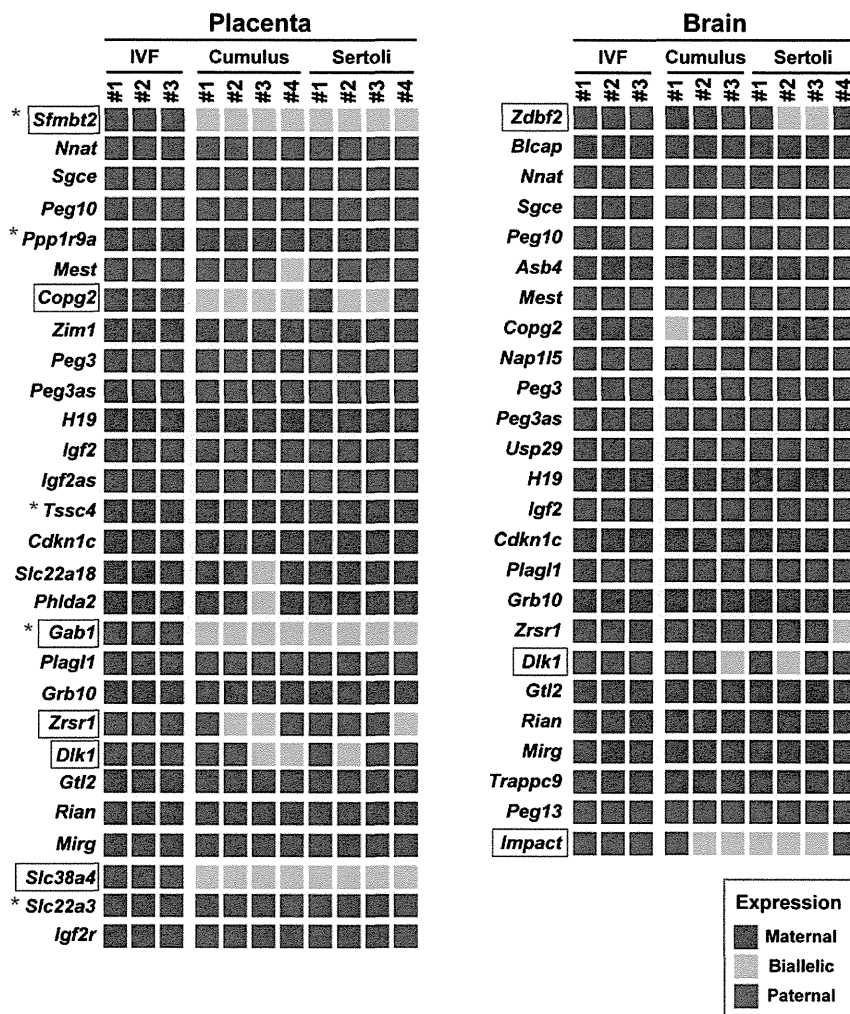 Placenta
IVF Cumulus Sertoli
#1 #2 #3 #1 #2 #3 #4 #1 #2 #3 #4
* Sfmbt2
Nnat
Sgce
Peg10
* Ppp1r9a
Mest
Copg2
Zim1
Peg3
Peg3as
H19
Igf2
Igf2as
* Tssc4
Cdkn1c
Slc22a18
Phlda2
* Gab1
Plagl1
Grb10
Zrsr1
Dlk1
Gtl2
Rian
Mirg
Slc38a4
* Slc22a3
Igf2r
Brain
IVF Cumulus Sertoli
#1 #2 #3 #1 #2 #3 #1 #2 #3 #4
Zdbf2
Blcap
Nnat
Sgce
Peg10
Asb4
Mest
Copg2
Nap1l5
Peg3
Peg3as
Usp29
H19
Igf2
Cdkn1c
Plagl1
Grb10
Zrsr1
Dlk1
Gtl2
Rian
Mirg
Trappc9
Peg13
Impact
Expression
Maternal
Biallelic
Paternal